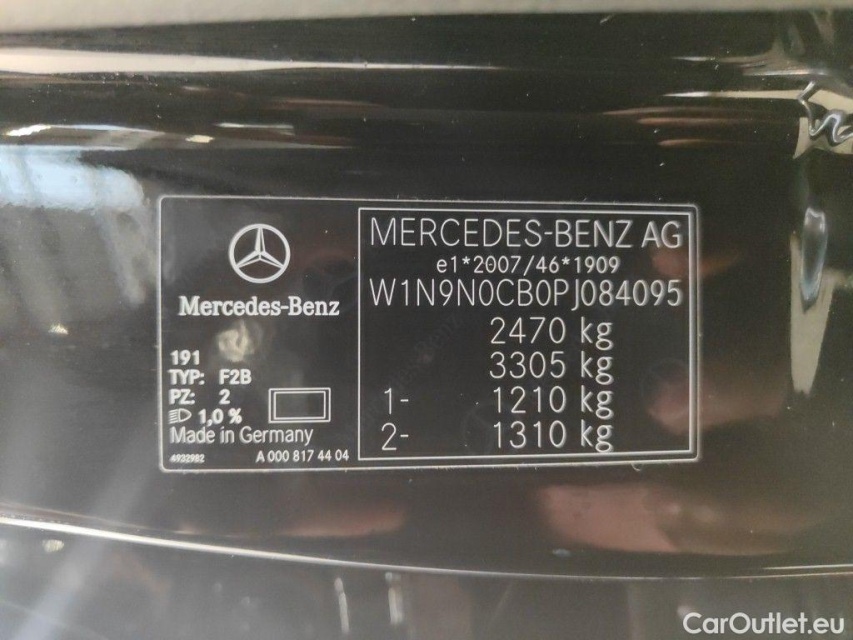 Mercedes-Benz
191
TYP: F2B
PZ: 2
1,0 %
Made in Germany
4932982
A 000 817 44 04
MERCEDES-BENZ AG
e1*2007/46*1909
W1N9N0CB0PJ084095
2470 kg
3305 kg
1- 1210 kg
2- 1310 kg
CarOutlet.eu